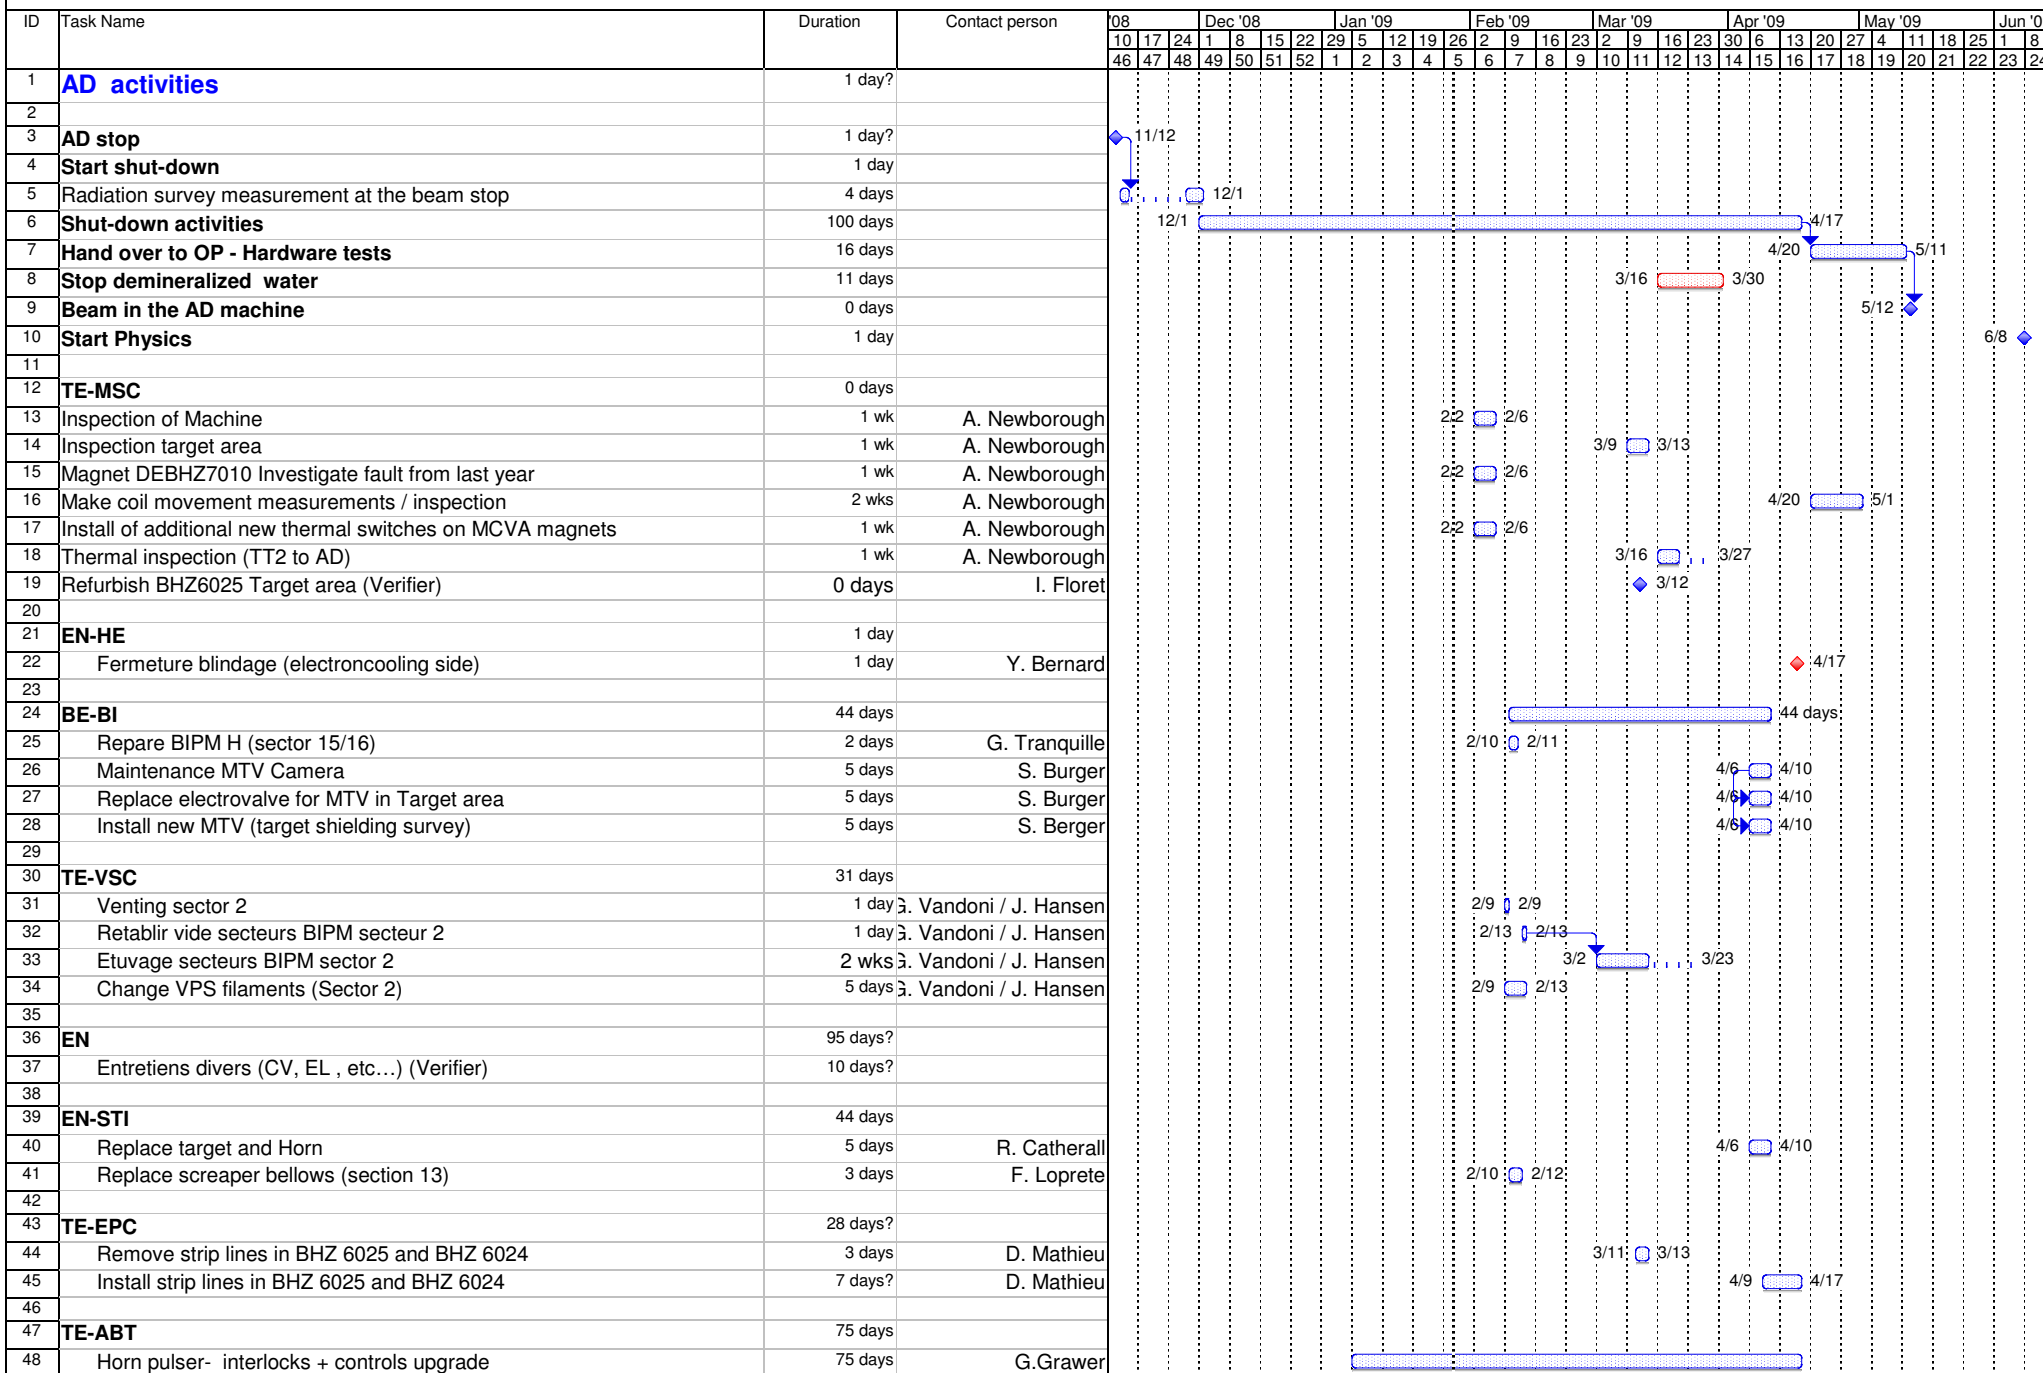 ID Task Name Duration Contact person '08 Dec '08 Jan '09 Feb '09 Mar '09 Apr '09 May '09 Jun '0
10 17 24 1 8 15 22 29 5 12 19 26 2 9 16 23 2 9 16 23 30 6 13 20 27 4 11 18 25 1 8
46 47 48 49 50 51 52 1 2 3 4 5 6 7 8 9 10 11 12 13 14 15 16 17 18 19 20 21 22 23 24
1 AD activities 1 day?
2
3 AD stop 1 day? 11/12
4 Start shut-down 1 day
5 Radiation survey measurement at the beam stop 4 days 12/1
6 Shut-down activities 100 days 12/1 4/17
7 Hand over to OP - Hardware tests 16 days 4/20 5/11
8 Stop demineralized water 11 days 3/16 3/30
9 Beam in the AD machine 0 days 5/12
10 Start Physics 1 day 6/8
11
12 TE-MSC 0 days
13 Inspection of Machine 1 wk A. Newborough 2/2 2/6
14 Inspection target area 1 wk A. Newborough 3/9 3/13
15 Magnet DEBHZ7010 Investigate fault from last year 1 wk A. Newborough 2/2 2/6
16 Make coil movement measurements / inspection 2 wks A. Newborough 4/20 5/1
17 Install of additional new thermal switches on MCVA magnets 1 wk A. Newborough 2/2 2/6
18 Thermal inspection (TT2 to AD) 1 wk A. Newborough 3/16 3/27
19 Refurbish BHZ6025 Target area (Verifier) 0 days I. Floret 3/12
20
21 EN-HE 1 day
22 Fermeture blindage (electroncooling side) 1 day Y. Bernard 4/17
23
24 BE-BI 44 days 44 days
25 Repare BIPM H (sector 15/16) 2 days G. Tranquille 2/10 2/11
26 Maintenance MTV Camera 5 days S. Burger 4/6 4/10
27 Replace electrovalve for MTV in Target area 5 days S. Burger 4/6 4/10
28 Install new MTV (target shielding survey) 5 days S. Berger 4/6 4/10
29
30 TE-VSC 31 days
31 Venting sector 2 1 day G. Vandoni / J. Hansen 2/9 2/9
32 Retablir vide secteurs BIPM secteur 2 1 day G. Vandoni / J. Hansen 2/13 2/13
33 Etuvage secteurs BIPM sector 2 2 wks G. Vandoni / J. Hansen 3/2 3/23
34 Change VPS filaments (Sector 2) 5 days G. Vandoni / J. Hansen 2/9 2/13
35
36 EN 95 days?
37 Entretiens divers (CV, EL , etc…) (Verifier) 10 days?
38
39 EN-STI 44 days
40 Replace target and Horn 5 days R. Catherall 4/6 4/10
41 Replace screaper bellows (section 13) 3 days F. Loprete 2/10 2/12
42
43 TE-EPC 28 days?
44 Remove strip lines in BHZ 6025 and BHZ 6024 3 days D. Mathieu 3/11 3/13
45 Install strip lines in BHZ 6025 and BHZ 6024 7 days? D. Mathieu 4/9 4/17
46
47 TE-ABT 75 days
48 Horn pulser- interlocks + controls upgrade 75 days G.Grawer